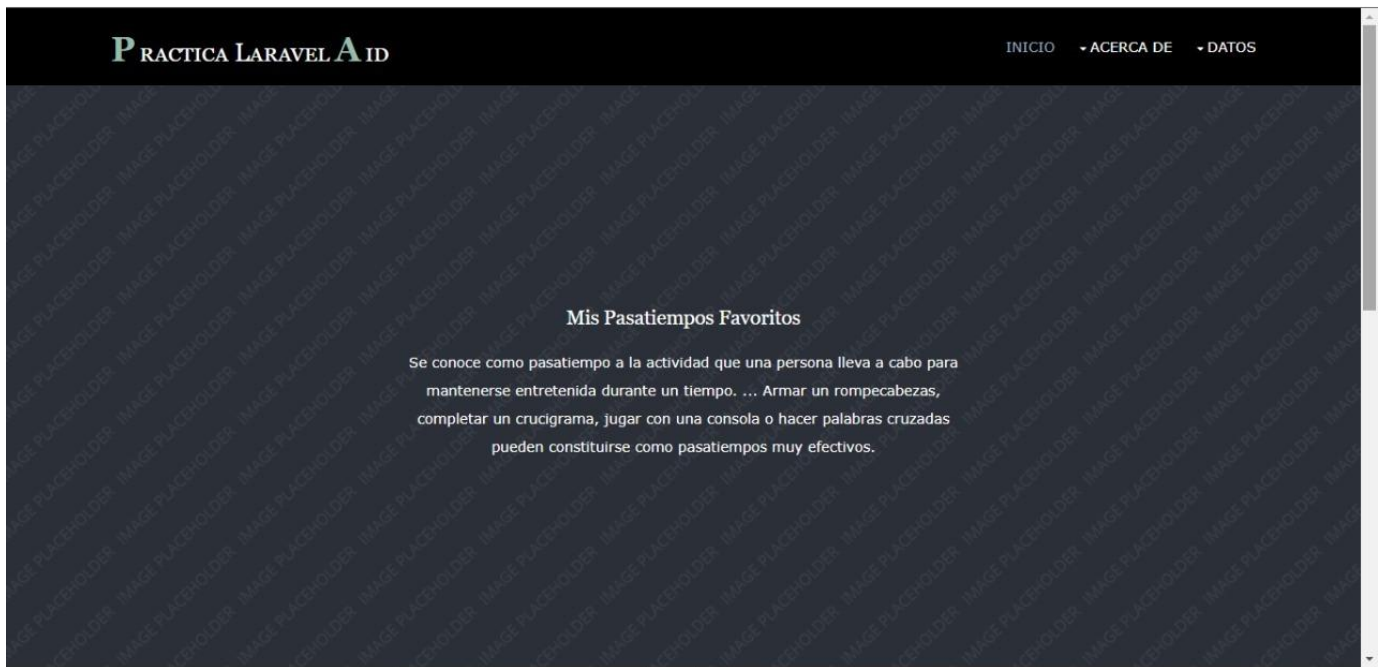 PRACTICA LARAVEL AID
INICIO ACERCA DE DATOS
Mis Pasatiempos Favoritos
Se conoce como pasatiempo a la actividad que una persona lleva a cabo para
mantenerse entretenida durante un tiempo. ... Armar un rompecabezas,
completar un crucigrama, jugar con una consola o hacer palabras cruzadas
pueden constituirse como pasatiempos muy efectivos.
IMAGE PLACEHOLDER